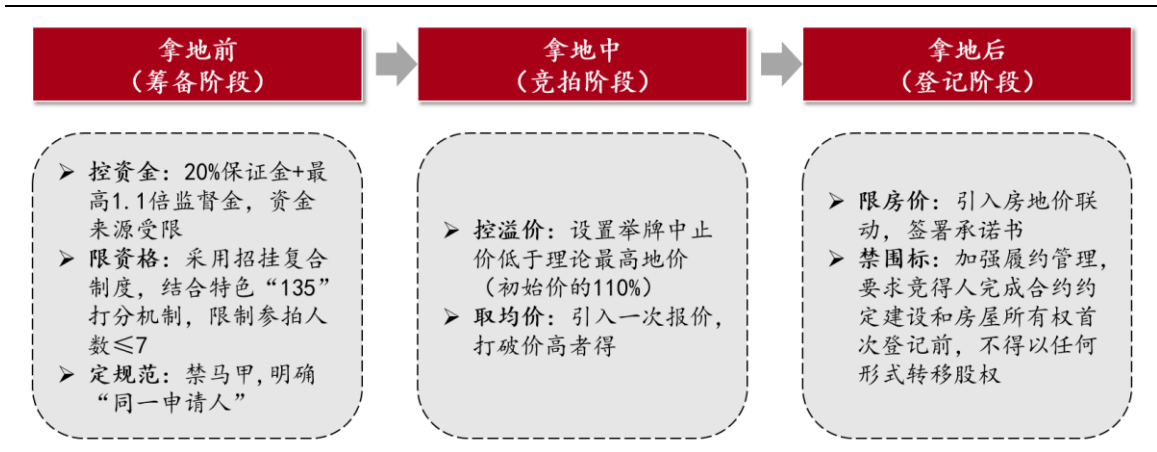 拿地前
（筹备阶段）
拿地中
（竞拍阶段）
拿地后
（登记阶段）
➢ 控资金：20%保证金+最
高1.1倍监督金，资金
来源受限
➢ 限资格：采用招挂复合
制度，结合特色“135”
打分机制，限制参拍人
数≤7
➢ 定规范：禁马甲,明确
“同一申请人”
➢ 控溢价：设置举牌中止
价低于理论最高地价
（初始价的110%）
➢ 取均价：引入一次报价，
打破价高者得
➢ 限房价：引入房地价联
动，签署承诺书
➢ 禁围标：加强履约管理，
要求竞得人完成合约约
定建设和房屋所有权首
次登记前，不得以任何
形式转移股权